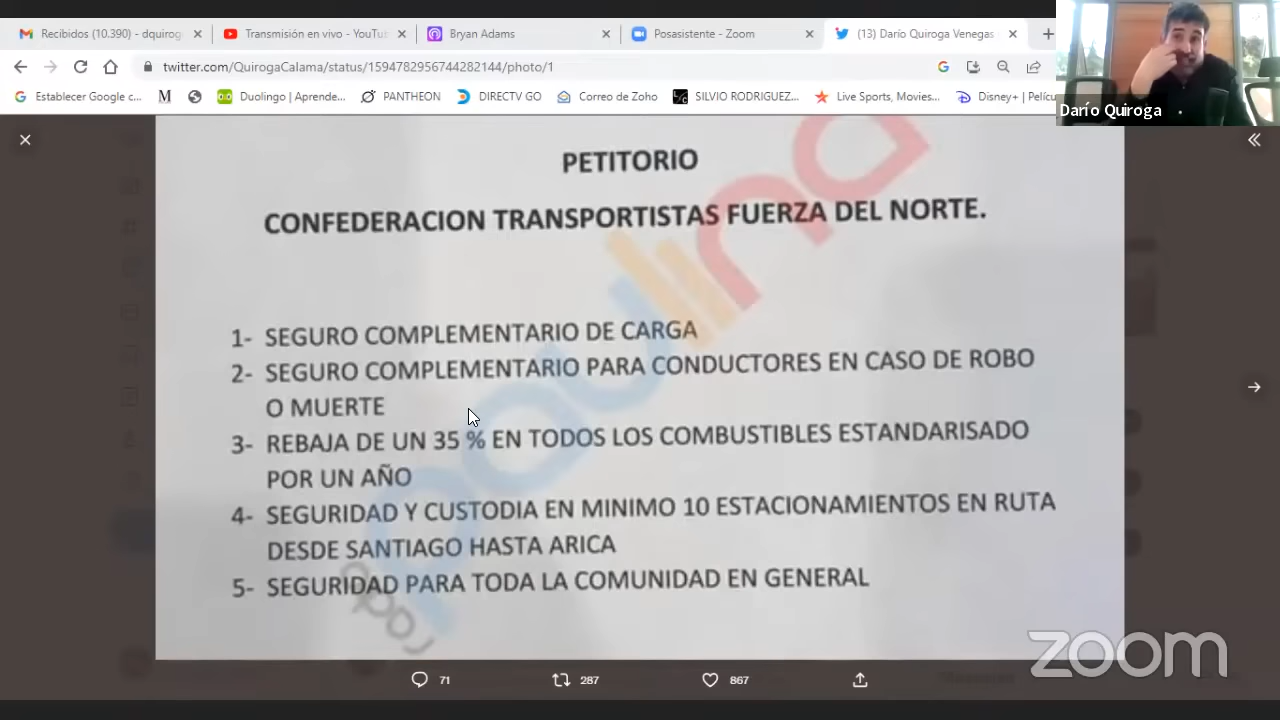 Recibidos (10.390) - dquirog
Transmisión en vivo - YouTu
Bryan Adams
Posasistente - Zoom
(13) Darío Quiroga Venegas
twitter.com/QuirogaCalama/status/1594782956744282144/photo/1
Establecer Google c...
M
Duolingo | Aprende...
PANTHEON
DIRECTV GO
Correo de Zoho
L/C
SILVIO RODRIGUEZ...
Live Sports, Movies...
Disney+ | Pelícu
Darío Quiroga
PETITORIO
CONFEDERACION TRANSPORTISTAS FUERZA DEL NORTE.
1- SEGURO COMPLEMENTARIO DE CARGA
2- SEGURO COMPLEMENTARIO PARA CONDUCTORES EN CASO DE ROBO
O MUERTE
3- REBAJA DE UN 35 % EN TODOS LOS COMBUSTIBLES ESTANDARISADO
POR UN AÑO
4- SEGURIDAD Y CUSTODIA EN MINIMO 10 ESTACIONAMIENTOS EN RUTA
DESDE SANTIAGO HASTA ARICA
5- SEGURIDAD PARA TODA LA COMUNIDAD EN GENERAL
radio
paulina
71
287
867
zoom